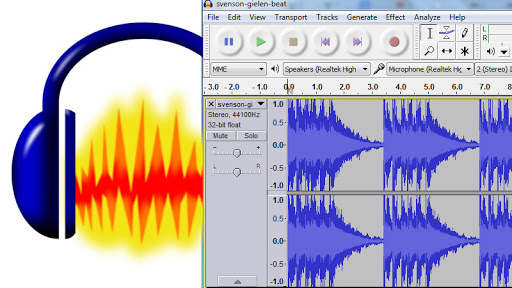 svenson-gielen-beat
File Edit View Transport Tracks Generate Effect Analyze Help
L
R
MME Speakers (Realtek High Microphone (Realtek Hig 2 (Stereo) I
- 3.0 - 2.0 - 1.0 0.0 1.0 2.0 3.0 4.0 5.0 6.0 7.0
X svenson-gi 1.0
Stereo, 44100Hz
32-bit float
0.5
Mute Solo
- +
0.0
L R
-0.5
-1.0
1.0
0.5
0.0
-0.5
-1.0